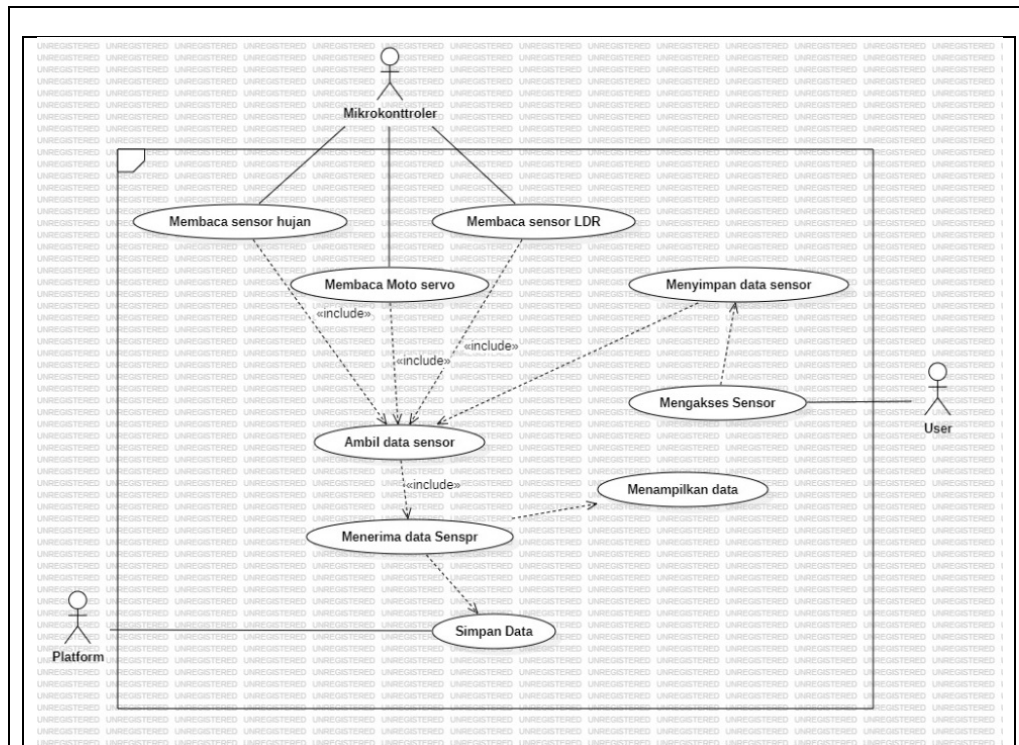 UNREGISTERED
Mikrokonttroler
Membaca sensor hujan
Membaca sensor LDR
Membaca Moto servo
Menyimpan data sensor
«include»
«include»
«include»
Mengakses Sensor
User
Ambil data sensor
«include»
Menampilkan data
Menerima data Senspr
Simpan Data
Platform